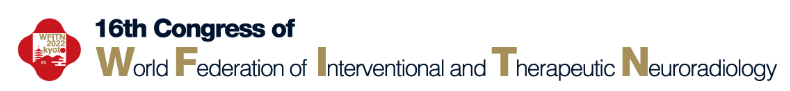 WFITN
2022
kyoto
16th Congress of
World Federation of Interventional and Therapeutic Neuroradiology